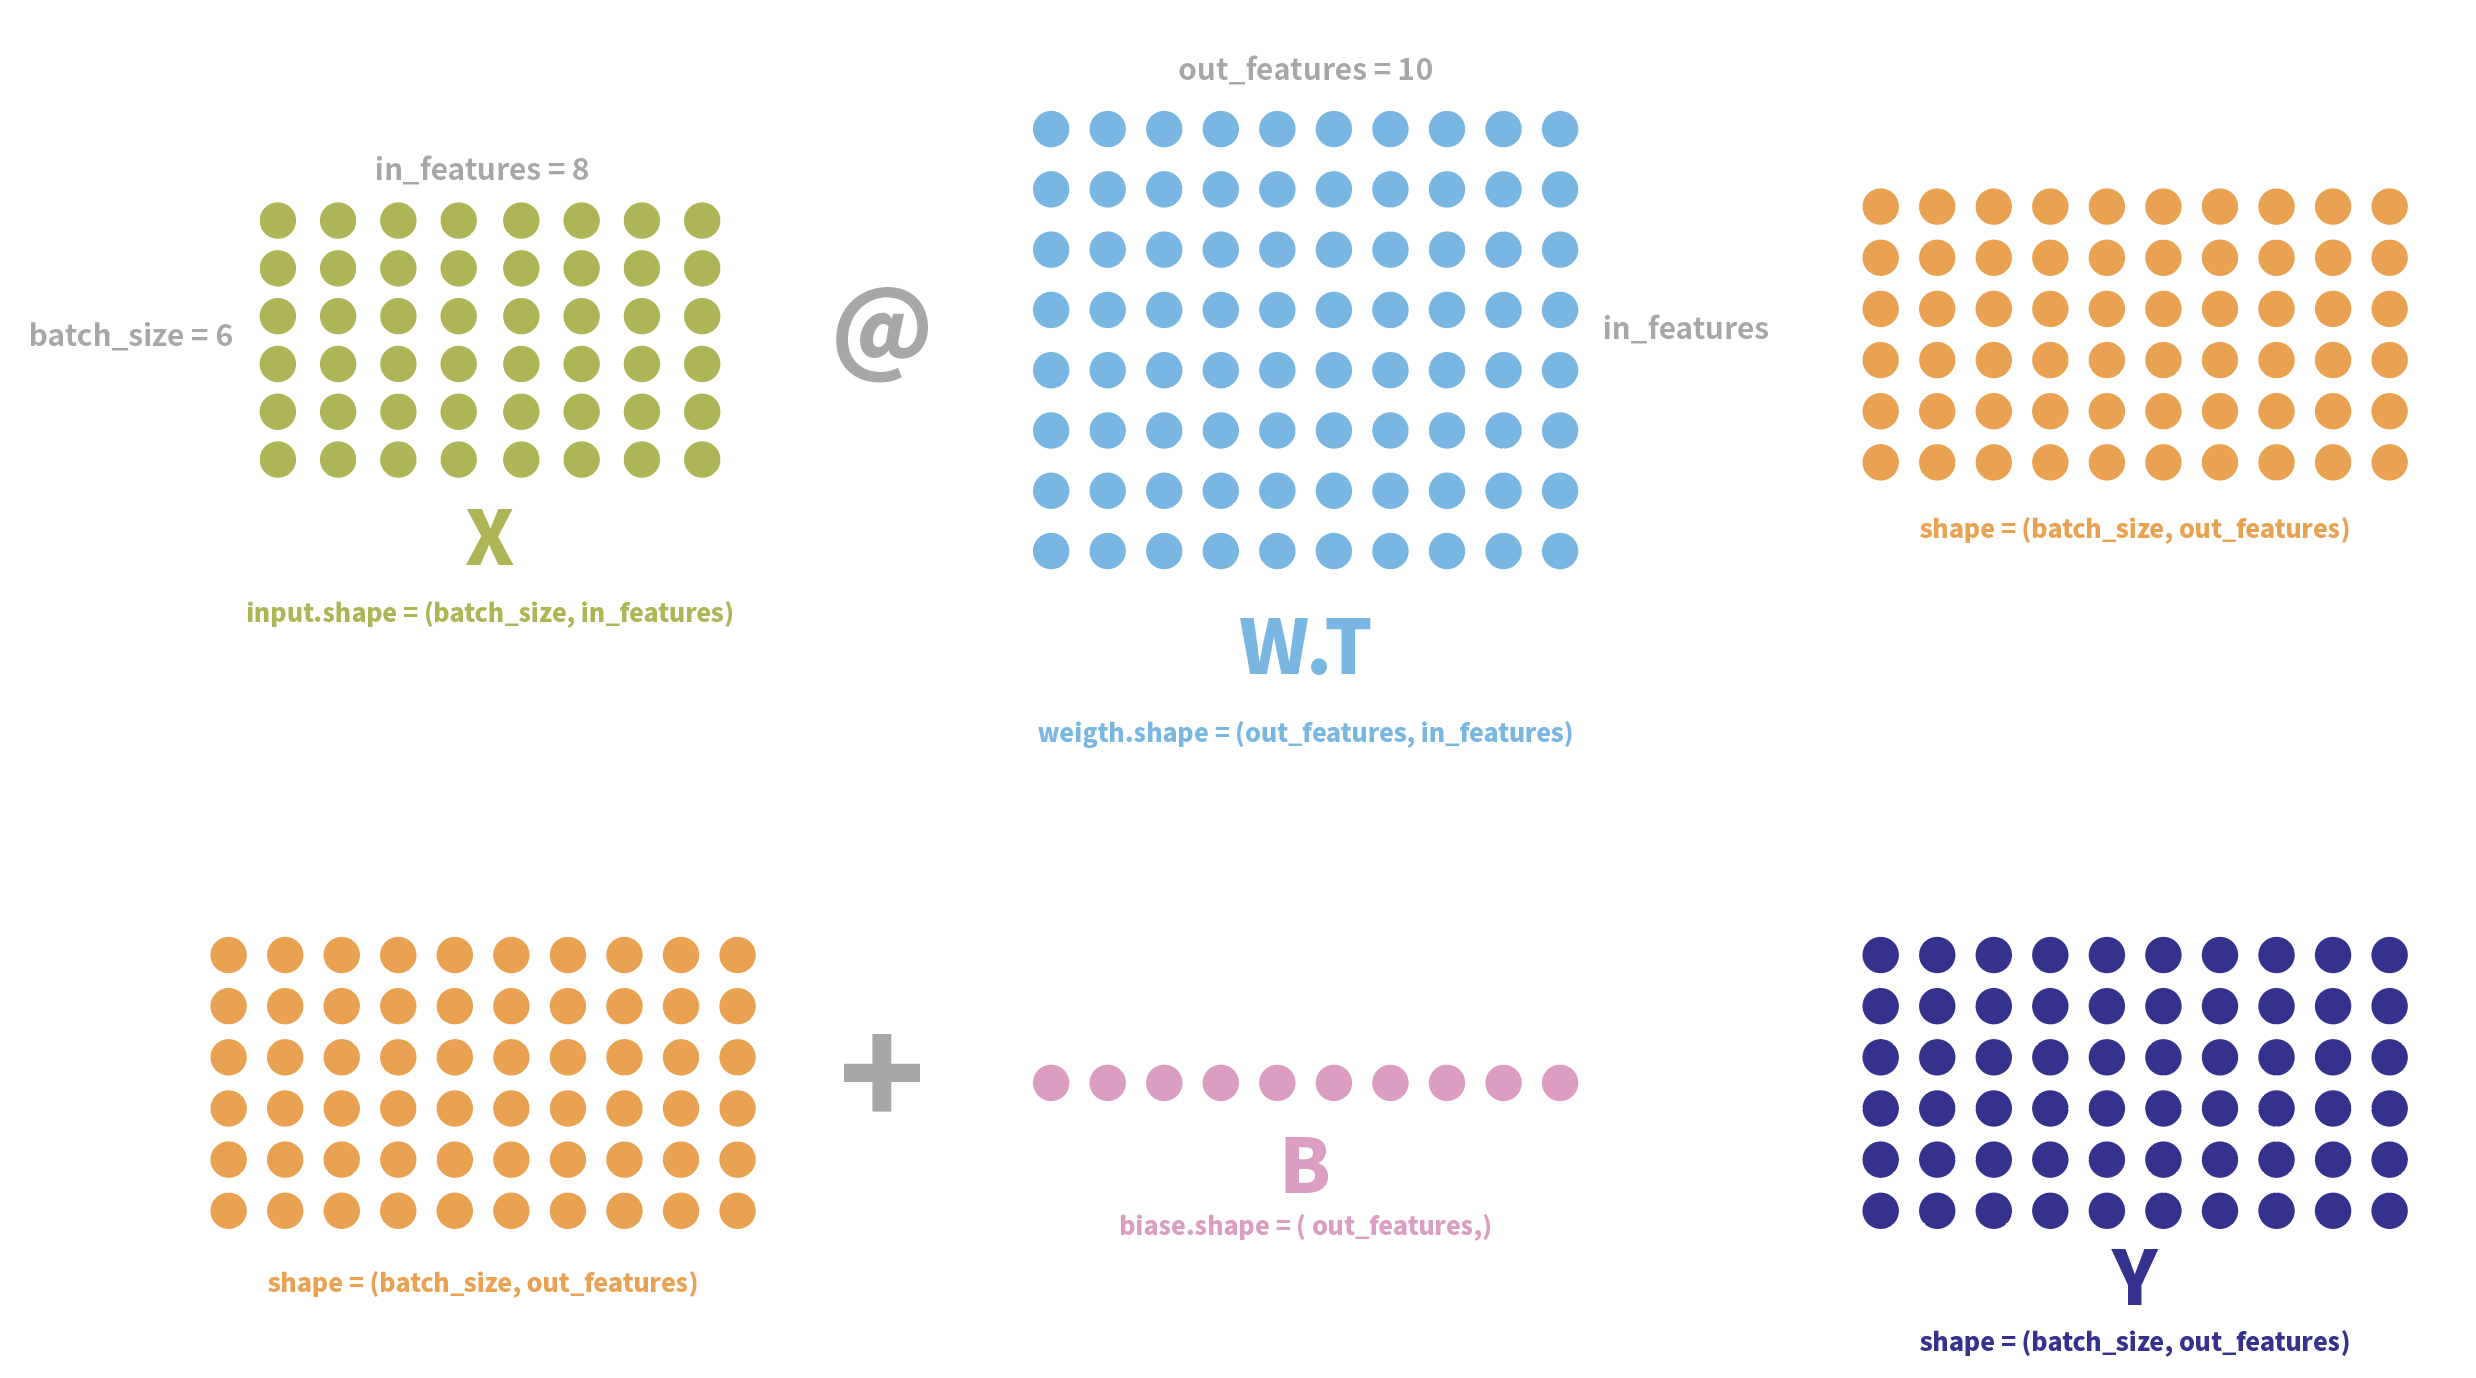 out_features = 10
in_features = 8
batch_size = 6
@
in_features
X
input.shape = (batch_size, in_features)
W.T
weigth.shape = (out_features, in_features)
shape = (batch_size, out_features)
+
B
biase.shape = ( out_features,)
shape = (batch_size, out_features)
Y
shape = (batch_size, out_features)